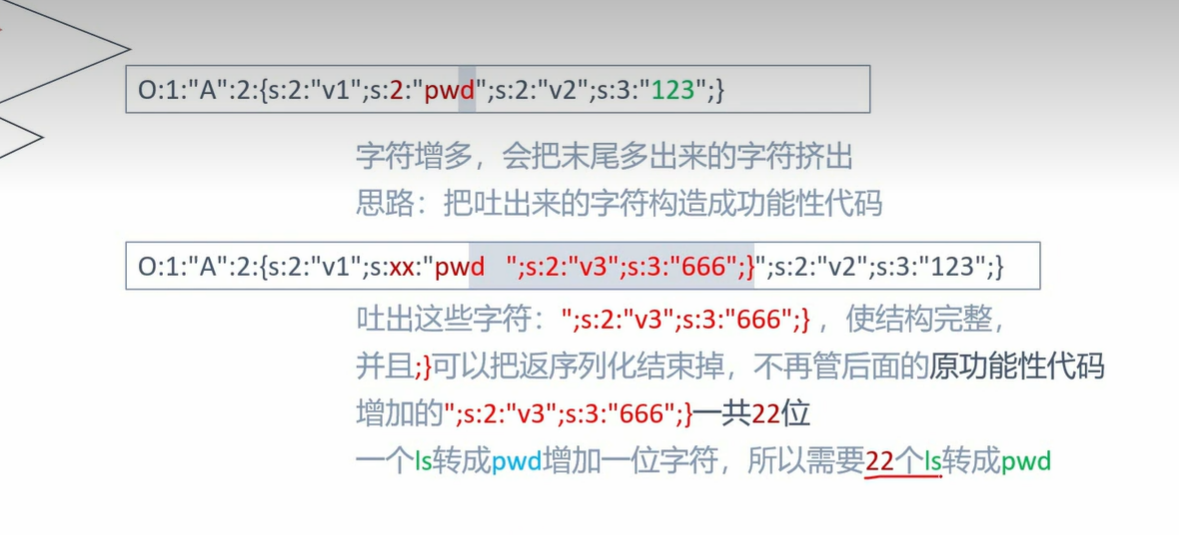 O:1:"A":2:{s:2:"v1";s:2:"pwd";s:2:"v2";s:3:"123";}
字符增多，会把末尾多出来的字符挤出
思路：把吐出来的字符构造成功能性代码
O:1:"A":2:{s:2:"v1";s:xx:"pwd ";s:2:"v3";s:3:"666";}";s:2:"v2";s:3:"123";}
吐出这些字符：";s:2:"v3";s:3:"666";}，使结构完整，
并且;}可以把返序列化结束掉，不再管后面的原功能性代码
增加的";s:2:"v3";s:3:"666";}一共22位
一个ls转成pwd增加一位字符，所以需要22个ls转成pwd